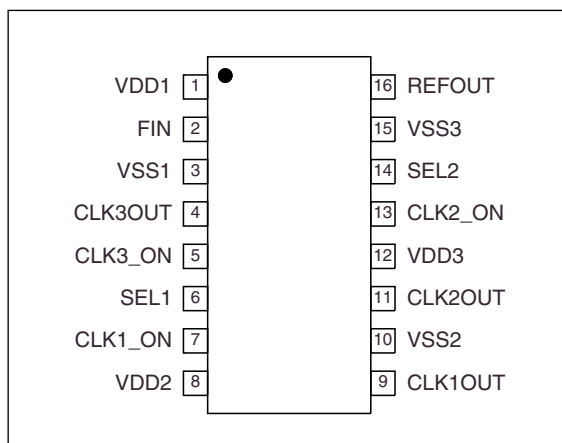 VDD1 1 16 REFOUT
FIN 2 15 VSS3
VSS1 3 14 SEL2
CLK3OUT 4 13 CLK2_ON
CLK3_ON 5 12 VDD3
SEL1 6 11 CLK2OUT
CLK1_ON 7 10 VSS2
VDD2 8 9 CLK1OUT